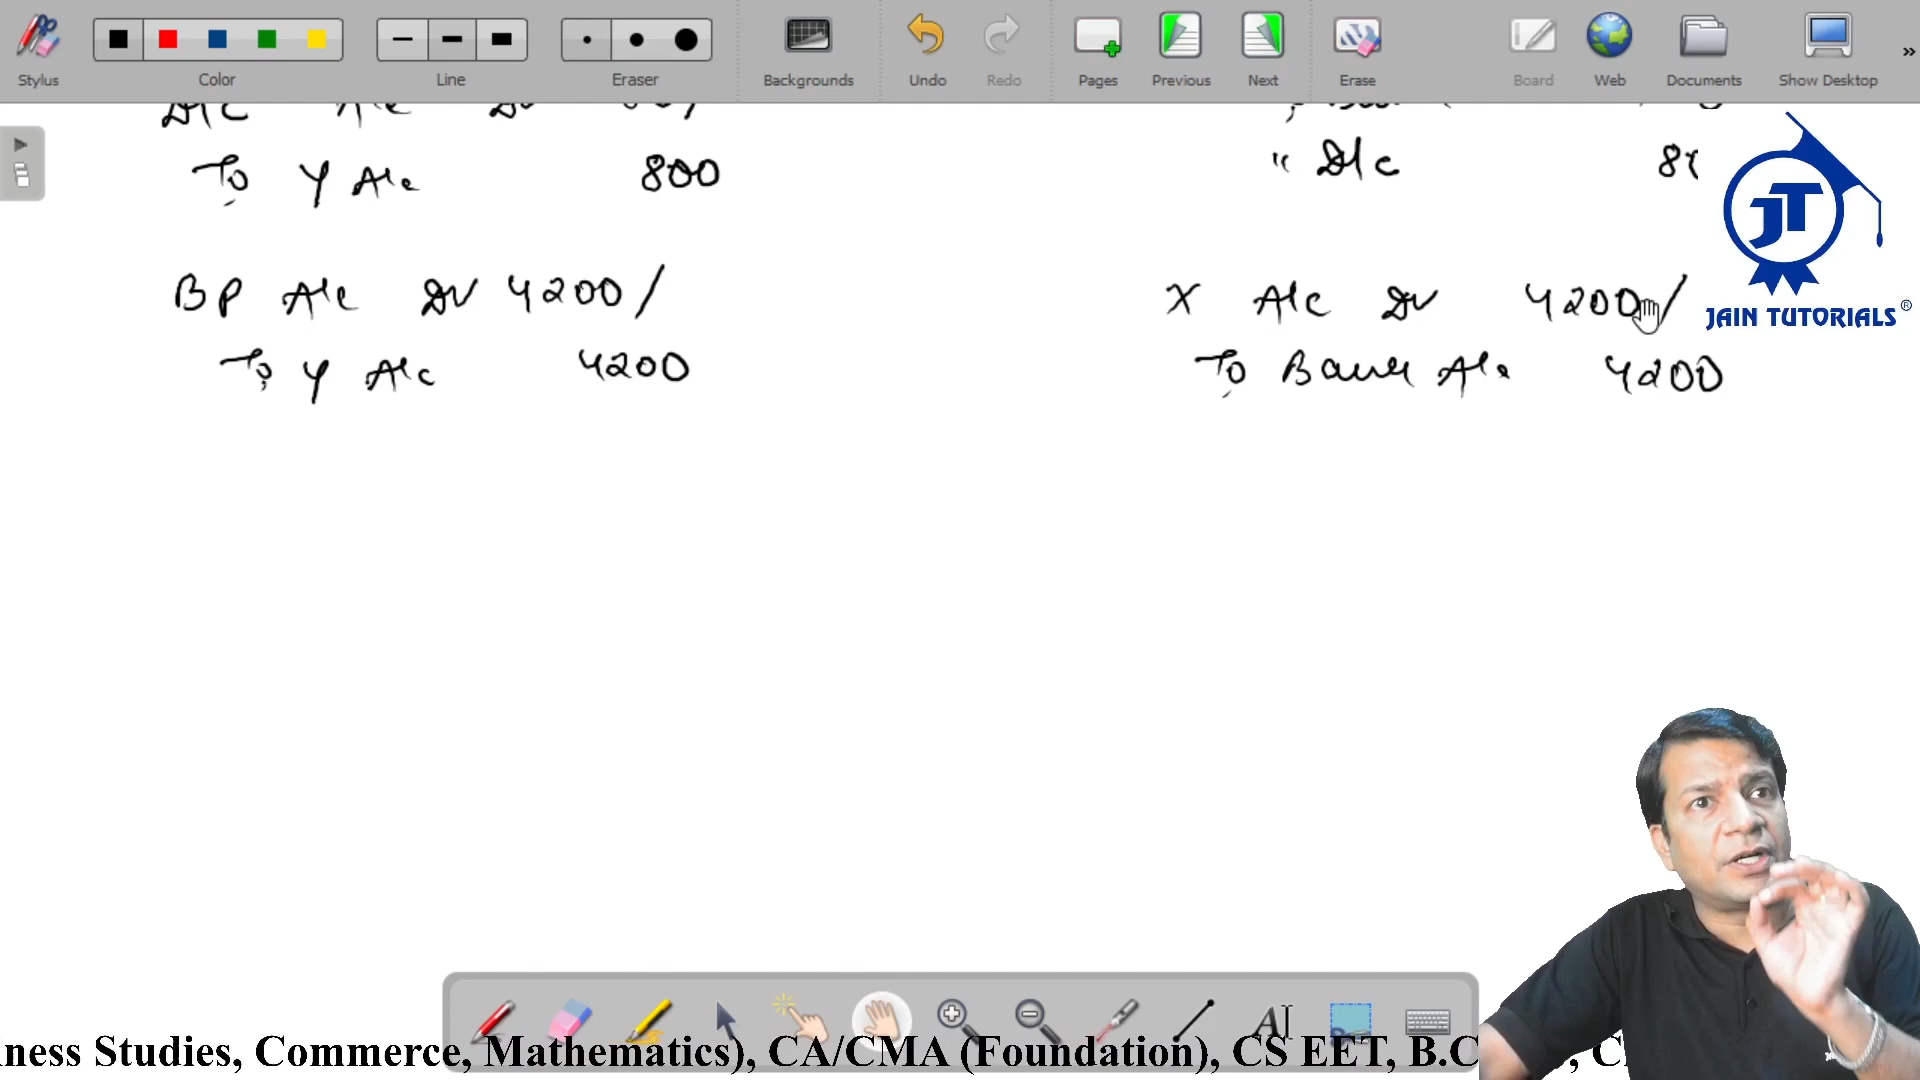 Stylus
Color
Line
Eraser
Backgrounds
Undo
Redo
Pages
Previous
Next
Erase
Board
Web
Documents
Show Desktop
»
D/c A/c Dr
To Y A/c 800
BP A/c Dr 4200/
To Y A/c 4200
" D/c
X A/c Dr 4200/
To Bank A/c 4200
JT
JAIN TUTORIALS®
ness Studies, Commerce, Mathematics), CA/CMA (Foundation), CS EET, B.C